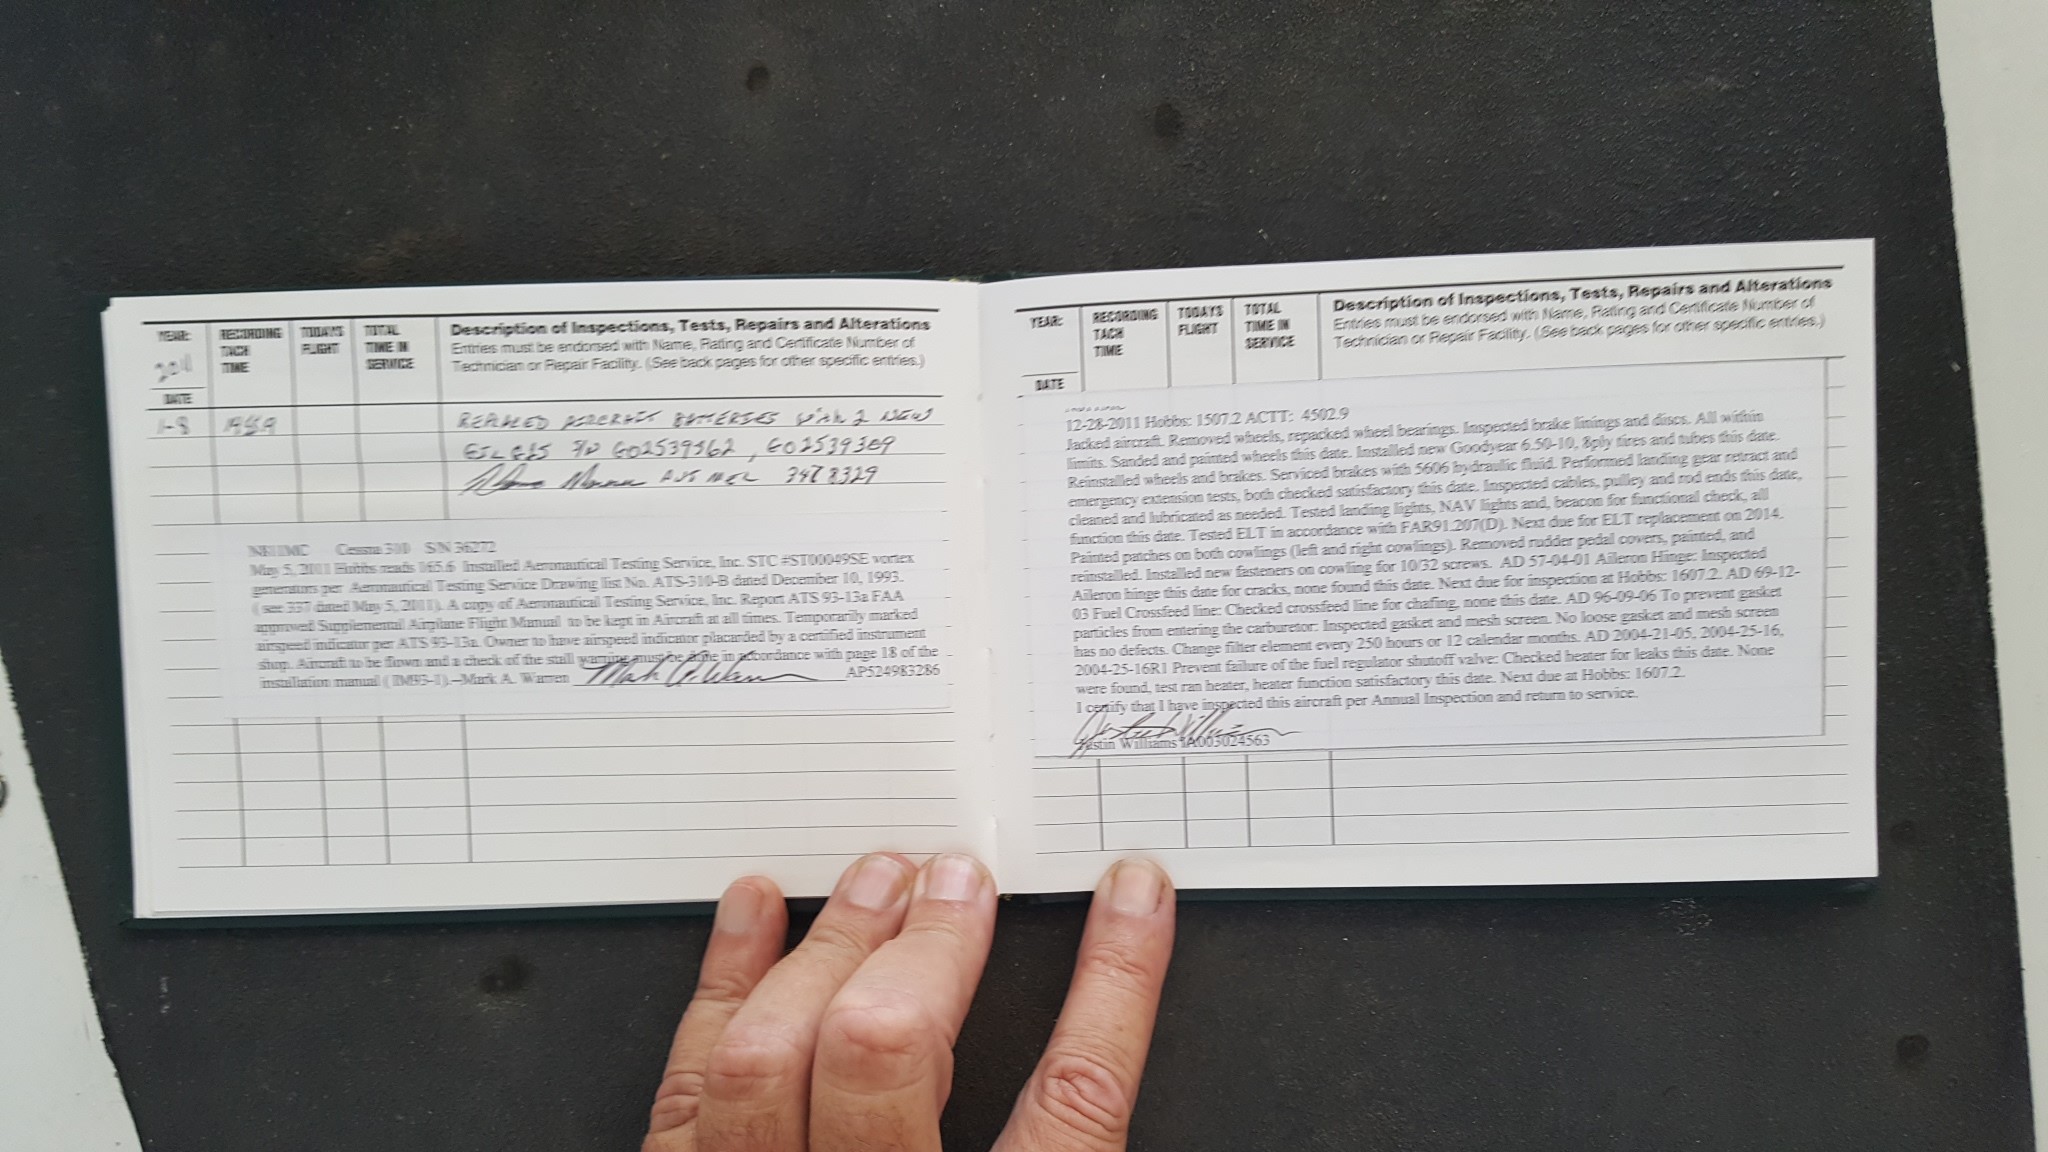 YEAR: RECORDING TACH TIME TODAYS FLIGHT TOTAL TIME IN SERVICE
Description of Inspections, Tests, Repairs and Alterations
Entries must be endorsed with Name, Rating and Certificate Number of
Technician or Repair Facility. (See back pages for other specific entries.)
2011
DATE
1-8 REPLACED AIRCRAFT BATTERIES WITH 2 NEW
S/N G02539562, G02539309
3478329
N811MC Cessna 310 S/N 36272
May 5, 2011 Hobbs reads 165.6 Installed Aeronautical Testing Service, Inc. STC #ST00049SE vortex
generators per Aeronautical Testing Service Drawing list No. ATS-310-B dated December 10, 1993.
( see 337 dated May 5, 2011). A copy of Aeronautical Testing Service, Inc. Report ATS 93-13a FAA
approved Supplemental Airplane Flight Manual to be kept in Aircraft at all times. Temporarily marked
airspeed indicator per ATS 93-13a. Owner to have airspeed indicator placarded by a certified instrument
shop. Aircraft to be flown and a check of the stall warning must be done in accordance with page 18 of the
installation manual ( IM93-1).--Mark A. Warren AP524983286
YEAR: RECORDING TACH TIME TODAYS FLIGHT TOTAL TIME IN SERVICE
Description of Inspections, Tests, Repairs and Alterations
Entries must be endorsed with Name, Rating and Certificate Number of
Technician or Repair Facility. (See back pages for other specific entries.)
DATE
12-28-2011 Hobbs: 1507.2 ACTT: 4502.9
Jacked aircraft. Removed wheels, repacked wheel bearings. Inspected brake linings and discs. All within
limits. Sanded and painted wheels this date. Installed new Goodyear 6.50-10, 8ply tires and tubes this date.
Reinstalled wheels and brakes. Serviced brakes with 5606 hydraulic fluid. Performed landing gear retract and
emergency extension tests, both checked satisfactory this date. Inspected cables, pulley and rod ends this date,
cleaned and lubricated as needed. Tested landing lights, NAV lights and, beacon for functional check, all
function this date. Tested ELT in accordance with FAR91.207(D). Next due for ELT replacement on 2014.
Painted patches on both cowlings (left and right cowlings). Removed rudder pedal covers, painted, and
reinstalled. Installed new fasteners on cowling for 10/32 screws. AD 57-04-01 Aileron Hinge: Inspected
Aileron hinge this date for cracks, none found this date. Next due for inspection at Hobbs: 1607.2. AD 69-12-
03 Fuel Crossfeed line: Checked crossfeed line for chafing, none this date. AD 96-09-06 To prevent gasket
particles from entering the carburetor: Inspected gasket and mesh screen. No loose gasket and mesh screen
has no defects. Change filter element every 250 hours or 12 calendar months. AD 2004-21-05, 2004-25-16,
2004-25-16R1 Prevent failure of the fuel regulator shutoff valve: Checked heater for leaks this date. None
were found, test ran heater, heater function satisfactory this date. Next due at Hobbs: 1607.2.
I certify that I have inspected this aircraft per Annual Inspection and return to service.
Justin Williams IA003024563